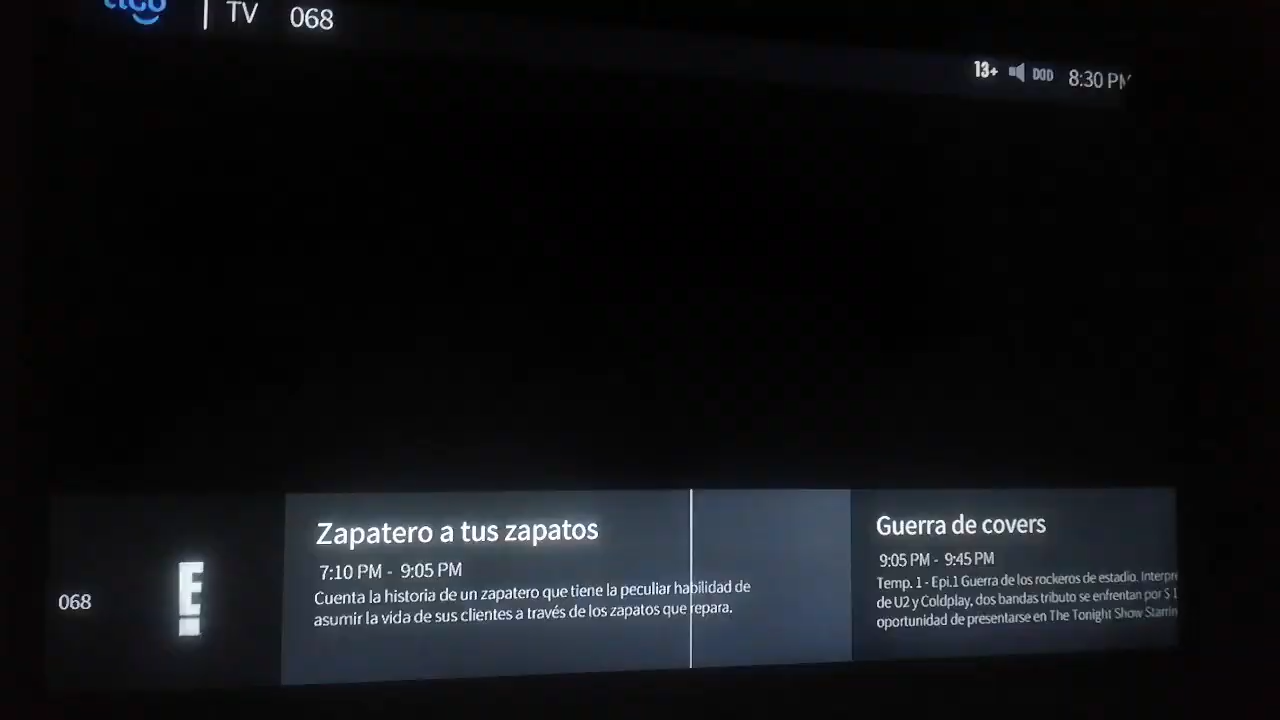 tigo | TV 068
13+ DOD 8:30 PM
068
E!
Zapatero a tus zapatos
7:10 PM - 9:05 PM
Cuenta la historia de un zapatero que tiene la peculiar habilidad de
asumir la vida de sus clientes a través de los zapatos que repara.
Guerra de covers
9:05 PM - 9:45 PM
Temp. 1 - Epi.1 Guerra de los rockeros de estadio. Interpre
de U2 y Coldplay, dos bandas tributo se enfrentan por $ 1
oportunidad de presentarse en The Tonight Show Starrin